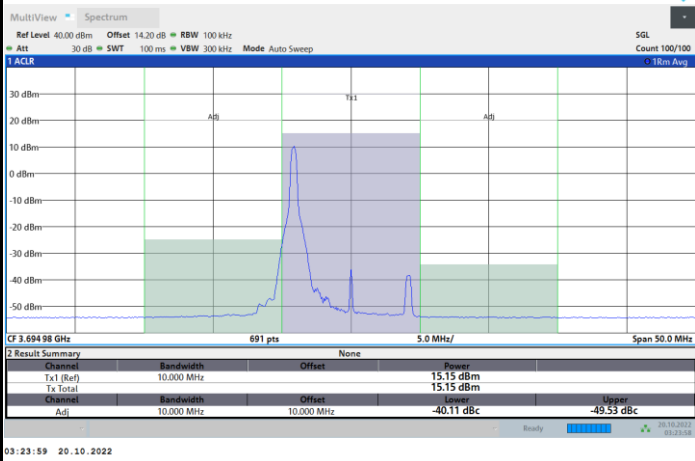 MultiView Spectrum
Ref Level 40.00 dBm Offset 14.20 dB RBW 100 kHz SGL
Att 30 dB SWT 100 ms VBW 300 kHz Mode Auto Sweep Count 100/100
1 ACLR 1Rm Avg
30 dBm
Tx1
20 dBm
Adj Adj
10 dBm
0 dBm
-10 dBm
-20 dBm
-30 dBm
-40 dBm
-50 dBm
CF 3.694 98 GHz 691 pts 5.0 MHz/ Span 50.0 MHz
2 Result Summary None
Channel Bandwidth Offset Power
Tx1 (Ref) 10.000 MHz 15.15 dBm
Tx Total 15.15 dBm
Channel Bandwidth Offset Lower Upper
Adj 10.000 MHz 10.000 MHz -40.11 dBc -49.53 dBc
Ready 20.10.2022
03:23:58
03:23:59 20.10.2022